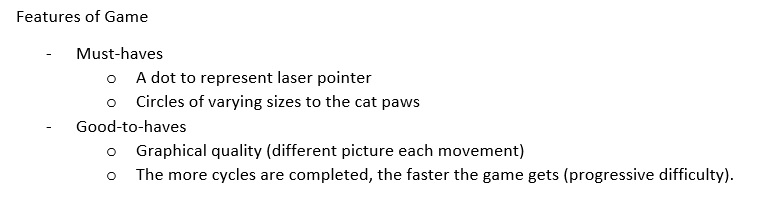 Features of Game
- Must-haves
o A dot to represent laser pointer
o Circles of varying sizes to the cat paws
- Good-to-haves
o Graphical quality (different picture each movement)
o The more cycles are completed, the faster the game gets (progressive difficulty).